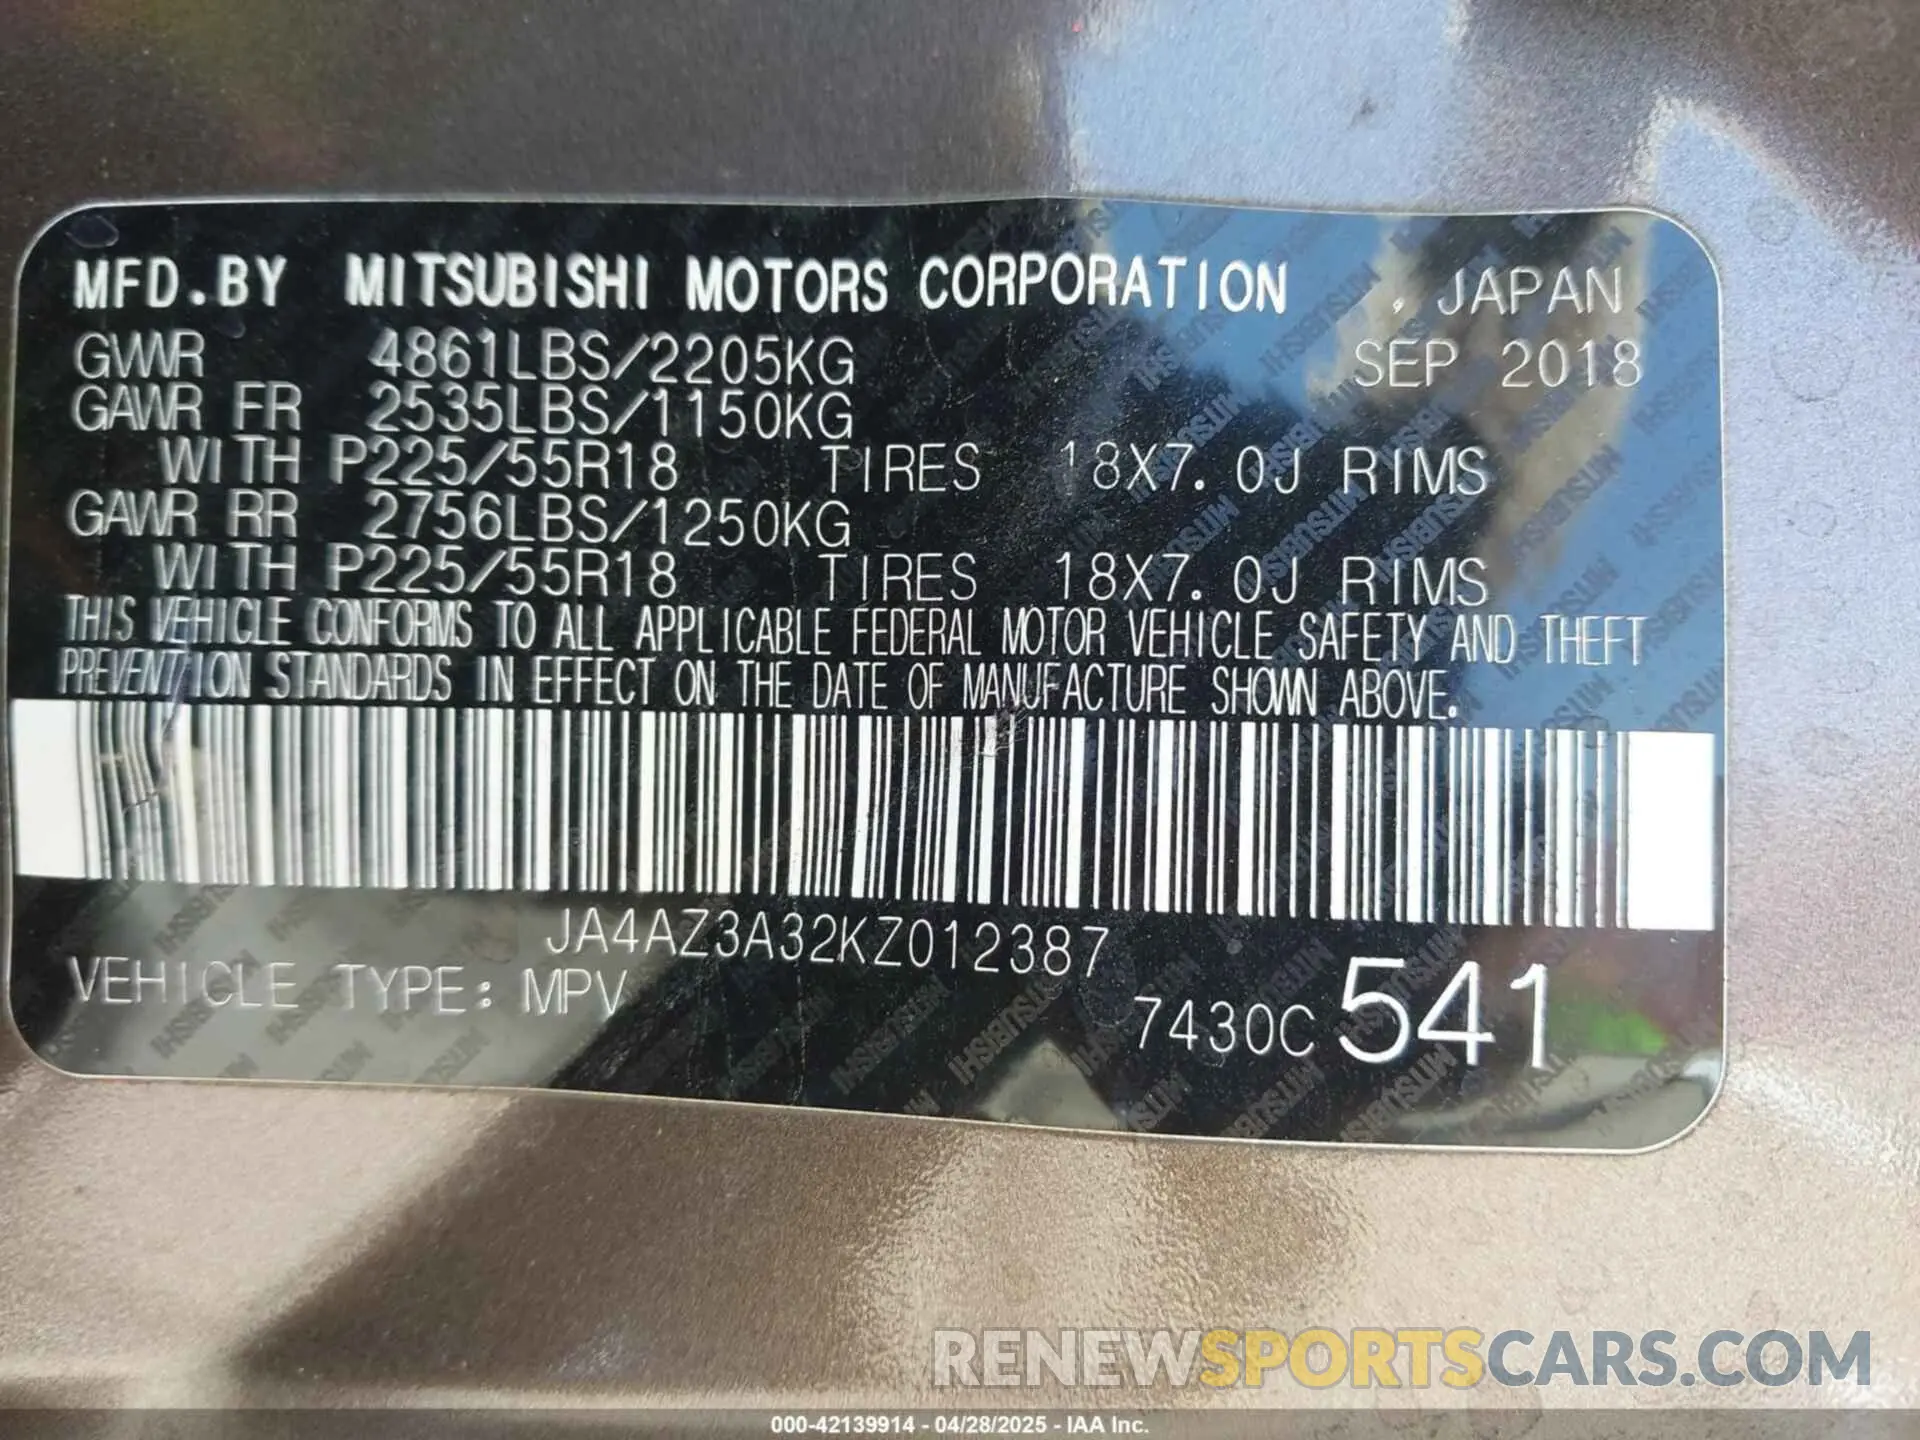 MFD.BY MITSUBISHI MOTORS CORPORATION , JAPAN
GVWR 4861LBS/2205KG SEP 2018
GAWR FR 2535LBS/1150KG
WITH P225/55R18 TIRES 18X7.0J RIMS
GAWR RR 2756LBS/1250KG
WITH P225/55R18 TIRES 18X7.0J RIMS
THIS VEHICLE CONFORMS TO ALL APPLICABLE FEDERAL MOTOR VEHICLE SAFETY AND THEFT
PREVENTION STANDARDS IN EFFECT ON THE DATE OF MANUFACTURE SHOWN ABOVE.
JA4AZ3A32KZ012387
VEHICLE TYPE: MPV
7430C 541
RENEWSPORTSCARS.COM
000-42139914 - 04/28/2025 - IAA Inc.